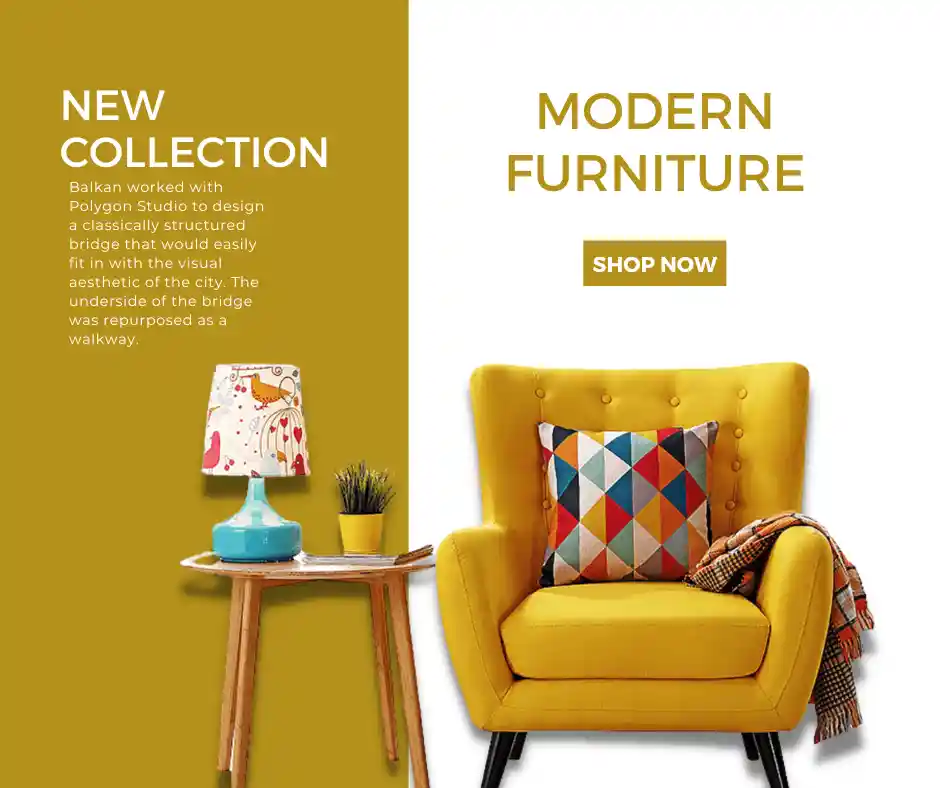 NEW
COLLECTION
Balkan worked with
Polygon Studio to design
a classically structured
bridge that would easily
fit in with the visual
aesthetic of the city. The
underside of the bridge
was repurposed as a
walkway.
MODERN
FURNITURE
SHOP NOW